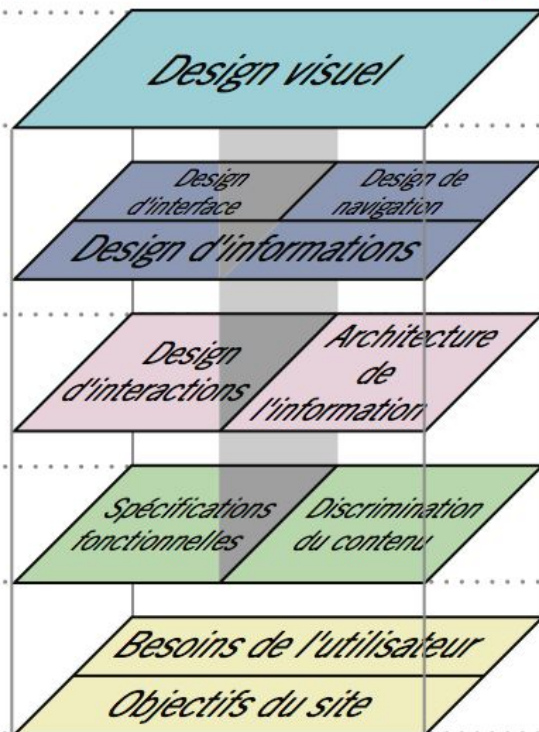 Design visuel
Design
d'interface
Design de
navigation
Design d'informations
Design
d'interactions
Architecture
de
l'information
Spécifications
fonctionnelles
Discrimination
du contenu
Besoins de l'utilisateur
Objectifs du site